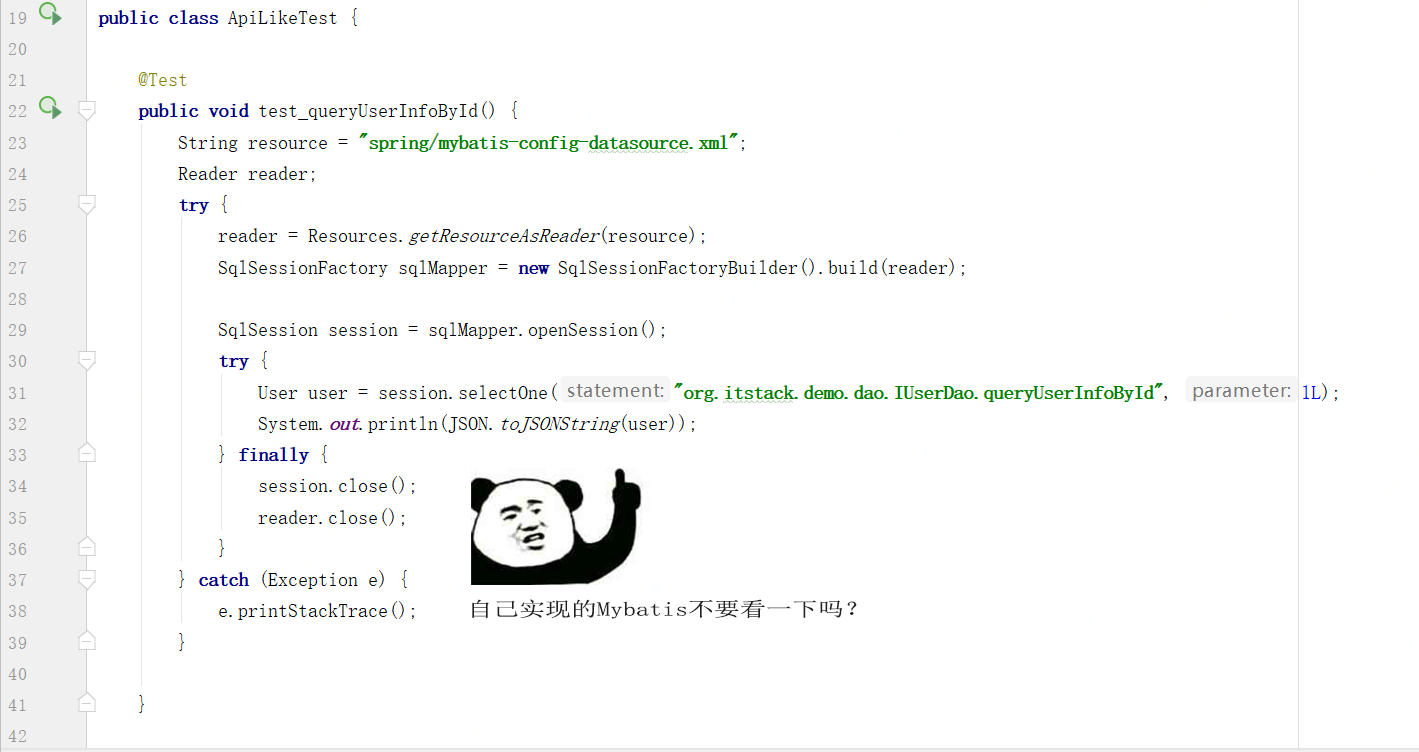 19 public class ApiLikeTest {
20
21 @Test
22 public void test_queryUserInfoById() {
23 String resource = "spring/mybatis-config-datasource.xml";
24 Reader reader;
25 try {
26 reader = Resources.getResourceAsReader(resource);
27 SqlSessionFactory sqlMapper = new SqlSessionFactoryBuilder().build(reader);
28
29 SqlSession session = sqlMapper.openSession();
30 try {
31 User user = session.selectOne( statement: "org.itstack.demo.dao.IUserDao.queryUserInfoById", parameter: 1L);
32 System.out.println(JSON.toJSONString(user));
33 } finally {
34 session.close();
35 reader.close();
36 }
37 } catch (Exception e) {
38 e.printStackTrace(); 自己实现的Mybatis不要看一下吗?
39 }
40
41 }
42